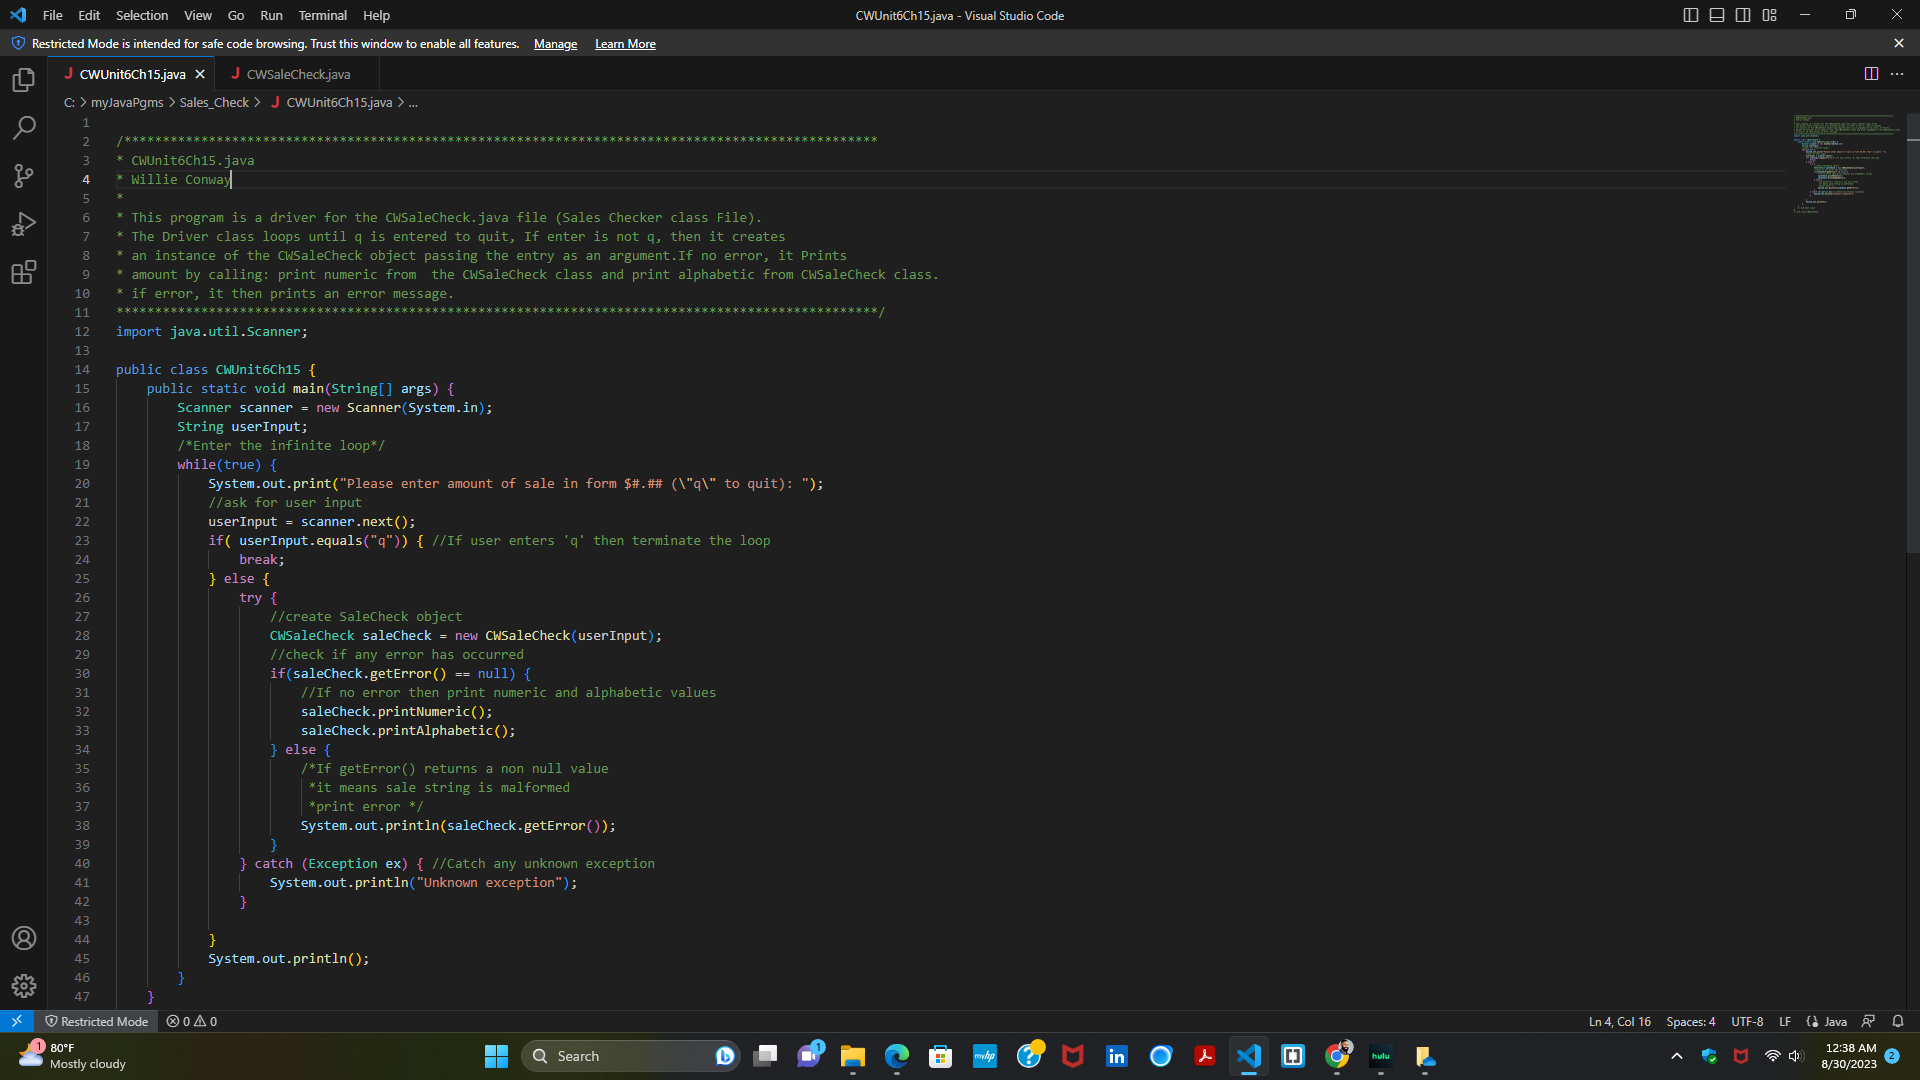 File Edit Selection View Go Run Terminal Help
CWUnit6Ch15.java - Visual Studio Code
Restricted Mode is intended for safe code browsing. Trust this window to enable all features. Manage Learn More
CWUnit6Ch15.java CWSaleCheck.java
C: > myJavaPgms > Sales_Check > CWUnit6Ch15.java > ...
1
2 /**************************************************************************************************
3 * CWUnit6Ch15.java
4 * Willie Conway
5 *
6 * This program is a driver for the CWSaleCheck.java file (Sales Checker class File).
7 * The Driver class loops until q is entered to quit, If enter is not q, then it creates
8 * an instance of the CWSaleCheck object passing the entry as an argument.If no error, it Prints
9 * amount by calling: print numeric from  the CWSaleCheck class and print alphabetic from CWSaleCheck class.
10 * if error, it then prints an error message.
11 ***************************************************************************************************/
12 import java.util.Scanner;
13
14 public class CWUnit6Ch15 {
15 public static void main(String[] args) {
16 Scanner scanner = new Scanner(System.in);
17 String userInput;
18 /*Enter the infinite loop*/
19 while(true) {
20 System.out.print("Please enter amount of sale in form $#.## (\"q\" to quit): ");
21 //ask for user input
22 userInput = scanner.next();
23 if( userInput.equals("q")) { //If user enters 'q' then terminate the loop
24 break;
25 } else {
26 try {
27 //create SaleCheck object
28 CWSaleCheck saleCheck = new CWSaleCheck(userInput);
29 //check if any error has occurred
30 if(saleCheck.getError() == null) {
31 //If no error then print numeric and alphabetic values
32 saleCheck.printNumeric();
33 saleCheck.printAlphabetic();
34 } else {
35 /*If getError() returns a non null value
36 *it means sale string is malformed
37 *print error */
38 System.out.println(saleCheck.getError());
39 }
40 } catch (Exception ex) { //Catch any unknown exception
41 System.out.println("Unknown exception");
42 }
43
44 }
45 System.out.println();
46 }
47 }
Restricted Mode 0 0 Ln 4, Col 16 Spaces: 4 UTF-8 LF Java
1 80°F
Mostly cloudy
Search
1
myhp
in
hulu
12:38 AM
8/30/2023
2